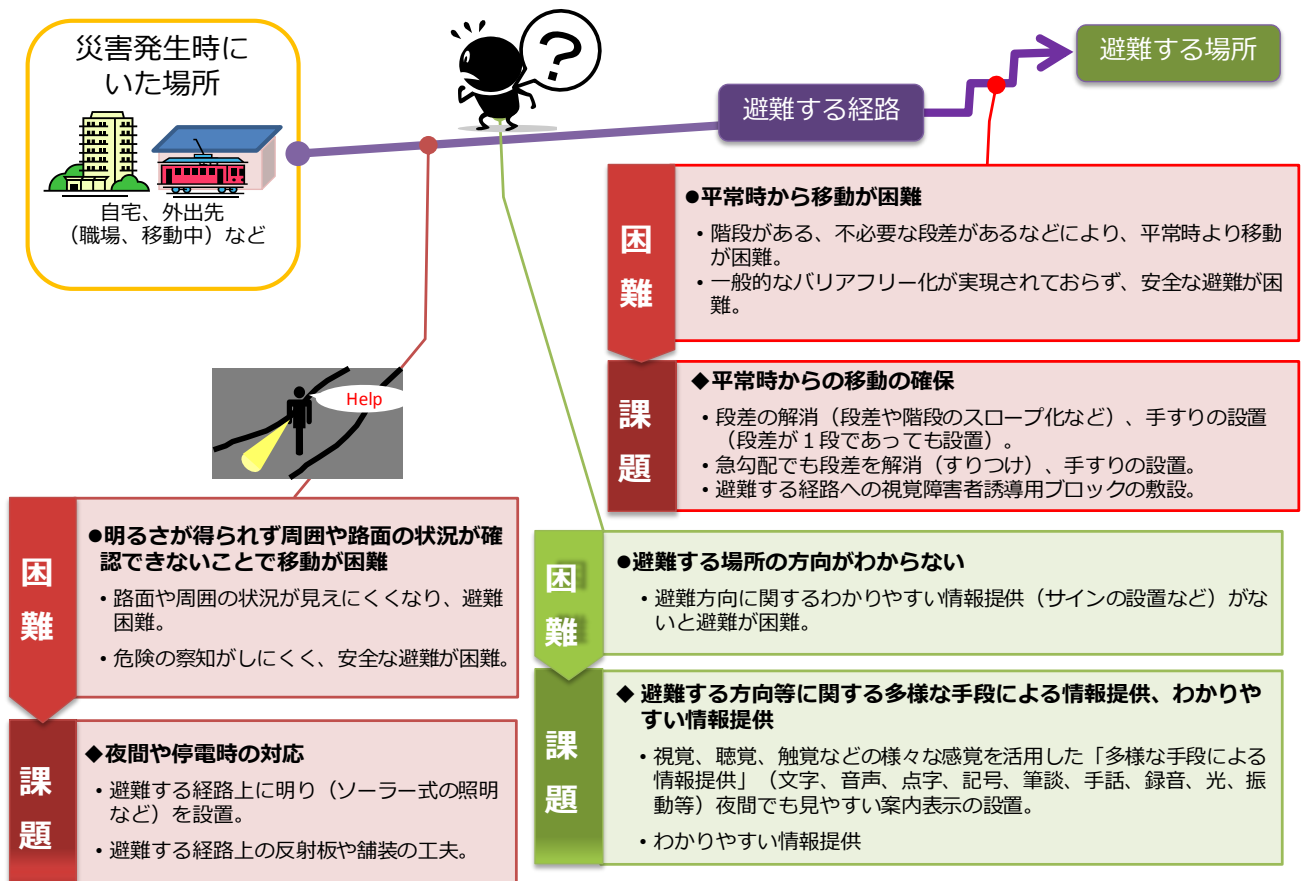 災害発生時に
いた場所
自宅、外出先
（職場、移動中）など
?
避難する経路
避難する場所
困
難
●平常時から移動が困難
・階段がある、不必要な段差があるなどにより、平常時より移動
が困難。
・一般的なバリアフリー化が実現されておらず、安全な避難が困
難。
課
題
◆平常時からの移動の確保
・段差の解消（段差や階段のスロープ化など）、手すりの設置
（段差が１段であっても設置）。
・急勾配でも段差を解消（すりつけ）、手すりの設置。
・避難する経路への視覚障害者誘導用ブロックの敷設。
Help
困
難
●明るさが得られず周囲や路面の状況が確
認できないことで移動が困難
・路面や周囲の状況が見えにくくなり、避難
困難。
・危険の察知がしにくく、安全な避難が困難。
課
題
◆夜間や停電時の対応
・避難する経路上に明り（ソーラー式の照明
など）を設置。
・避難する経路上の反射板や舗装の工夫。
困
難
●避難する場所の方向がわからない
・避難方向に関するわかりやすい情報提供（サインの設置など）がな
いと避難が困難。
課
題
◆ 避難する方向等に関する多様な手段による情報提供、わかりや
すい情報提供
・視覚、聴覚、触覚などの様々な感覚を活用した「多様な手段による
情報提供」（文字、音声、点字、記号、筆談、手話、録音、光、振
動等）夜間でも見やすい案内表示の設置。
・わかりやすい情報提供